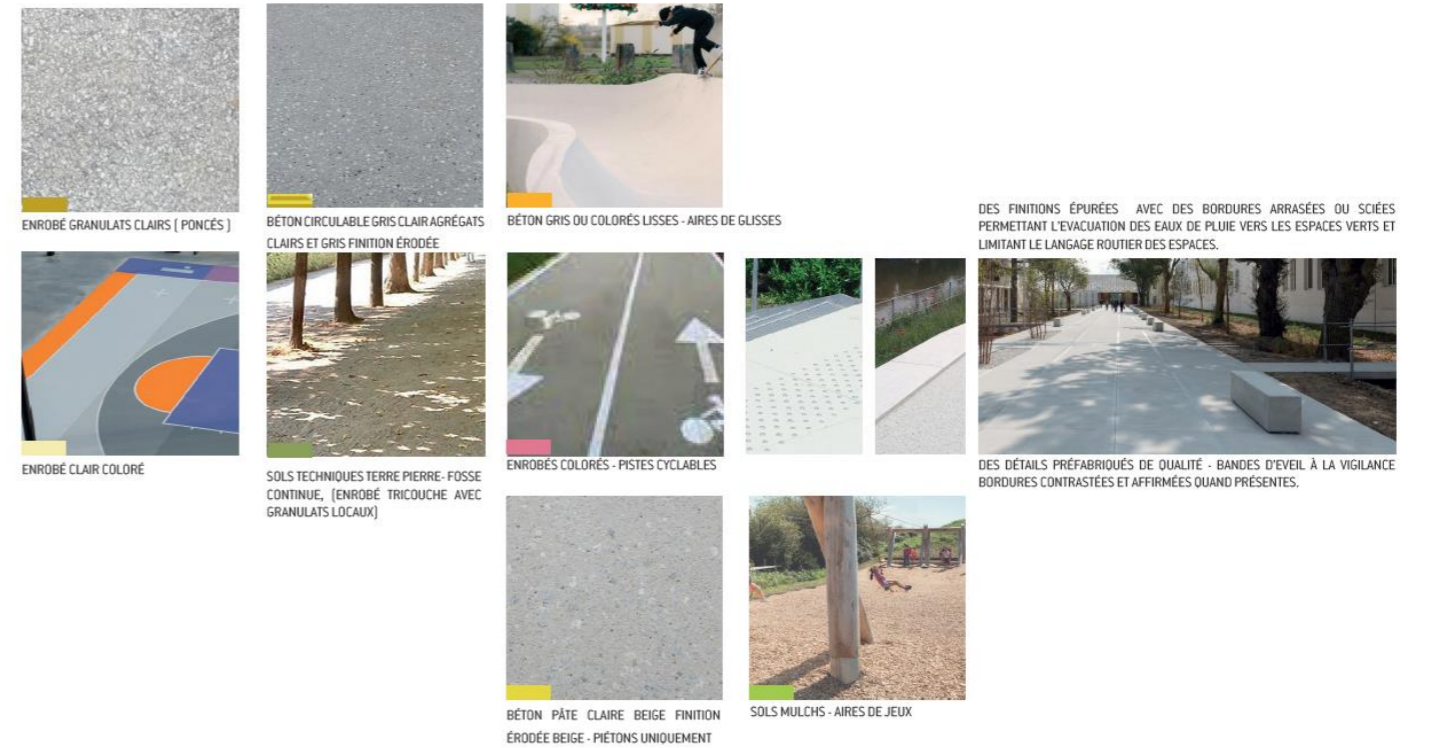 ENROBÉ GRANULATS CLAIRS ( PONCÉS )
BÉTON CIRCULABLE GRIS CLAIR AGRÉGATS
CLAIRS ET GRIS FINITION ÉRODÉE
BÉTON GRIS OU COLORÉS LISSES - AIRES DE GLISSES
DES FINITIONS ÉPURÉES AVEC DES BORDURES ARRASÉES OU SCIÉES
PERMETTANT L'EVACUATION DES EAUX DE PLUIE VERS LES ESPACES VERTS ET
LIMITANT LE LANGAGE ROUTIER DES ESPACES.
ENROBÉ CLAIR COLORÉ
SOLS TECHNIQUES TERRE PIERRE- FOSSE
CONTINUE, (ENROBÉ TRICOUCHE AVEC
GRANULATS LOCAUX)
ENROBÉS COLORÉS - PISTES CYCLABLES
DES DÉTAILS PRÉFABRIQUÉS DE QUALITÉ - BANDES D'EVEIL À LA VIGILANCE
BORDURES CONTRASTÉES ET AFFIRMÉES QUAND PRÉSENTES.
BÉTON PÂTE CLAIRE BEIGE FINITION
ÉRODÉE BEIGE - PIÉTONS UNIQUEMENT
SOLS MULCHS - AIRES DE JEUX